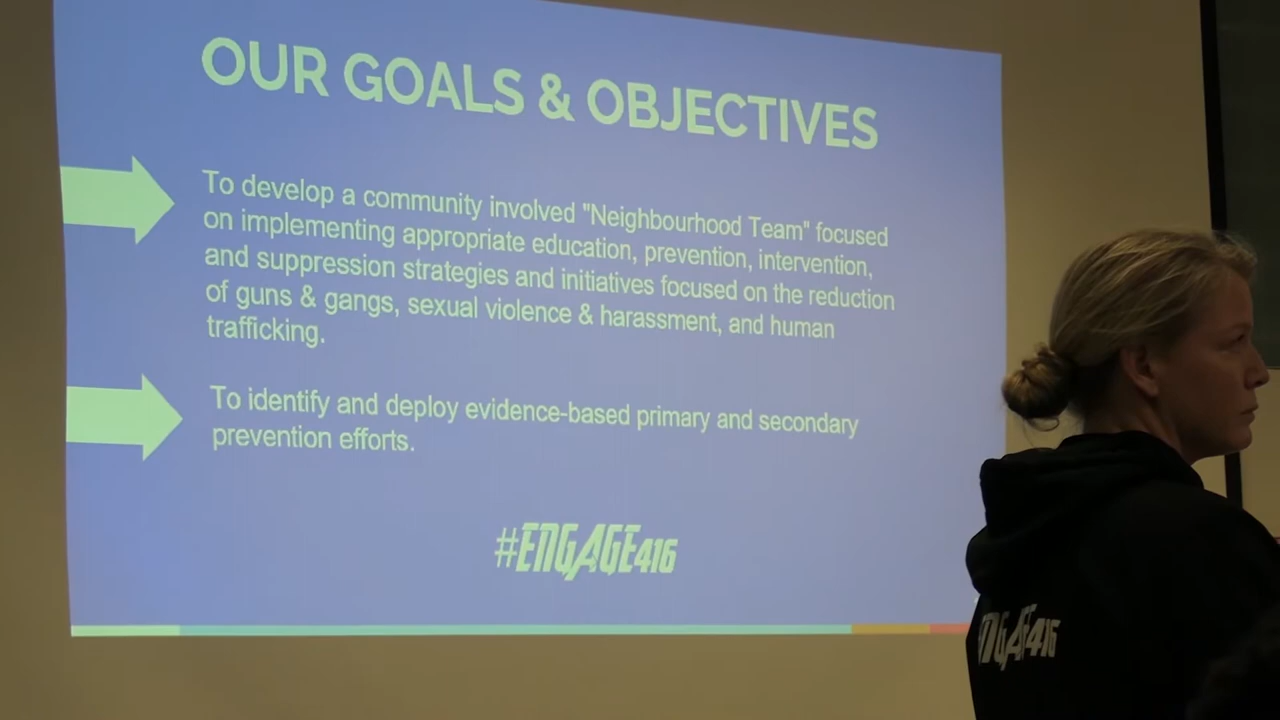 OUR GOALS & OBJECTIVES
To develop a community involved "Neighbourhood Team" focused
on implementing appropriate education, prevention, intervention,
and suppression strategies and initiatives focused on the reduction
of guns & gangs, sexual violence & harassment, and human
trafficking.
To identify and deploy evidence-based primary and secondary
prevention efforts.
#ENGAGE416
ENGAGE416